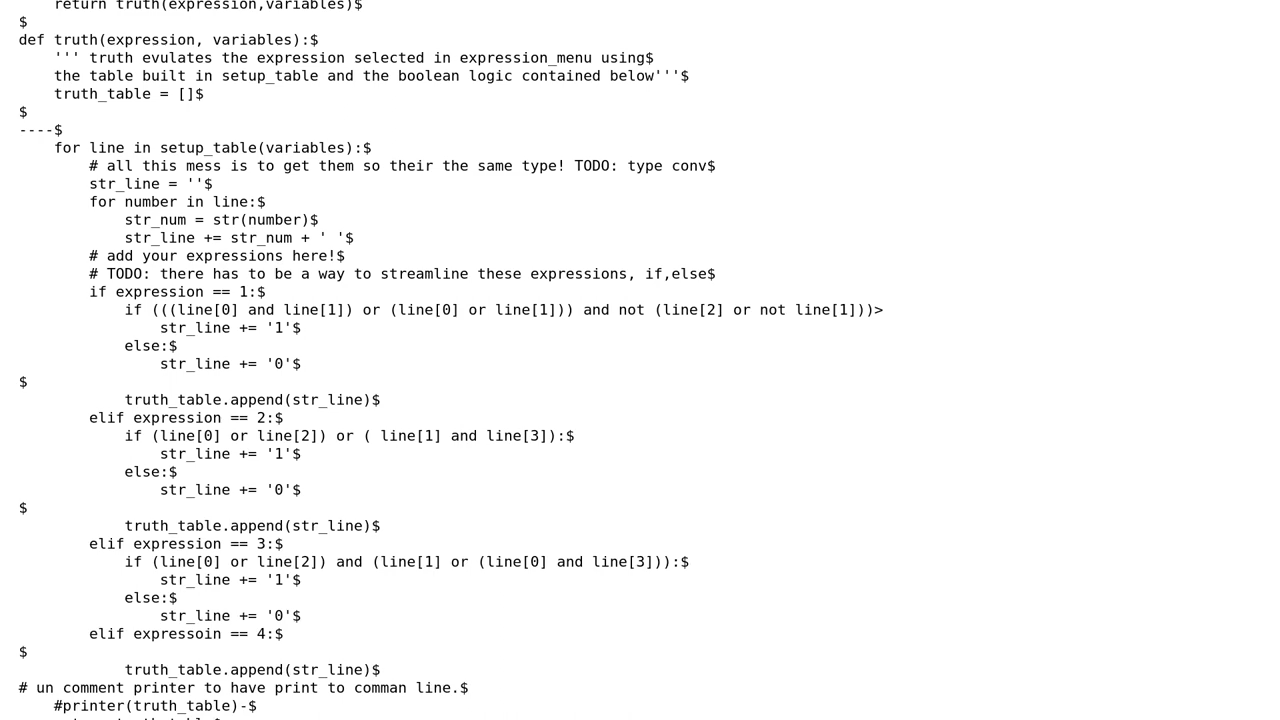 return truth(expression,variables)$
$
def truth(expression, variables):$
''' truth evulates the expression selected in expression_menu using$
the table built in setup_table and the boolean logic contained below'''$
truth_table = []$
$
----$
for line in setup_table(variables):$
# all this mess is to get them so their the same type! TODO: type conv$
str_line = ''$
for number in line:$
str_num = str(number)$
str_line += str_num + ' '$
# add your expressions here!$
# TODO: there has to be a way to streamline these expressions, if,else$
if expression == 1:$
if (((line[0] and line[1]) or (line[0] or line[1])) and not (line[2] or not line[1]))>
str_line += '1'$
else:$
str_line += '0'$
$
truth_table.append(str_line)$
elif expression == 2:$
if (line[0] or line[2]) or ( line[1] and line[3]):$
str_line += '1'$
else:$
str_line += '0'$
$
truth_table.append(str_line)$
elif expression == 3:$
if (line[0] or line[2]) and (line[1] or (line[0] and line[3])):$
str_line += '1'$
else:$
str_line += '0'$
elif expressoin == 4:$
$
truth_table.append(str_line)$
# un comment printer to have print to comman line.$
#printer(truth_table)-$